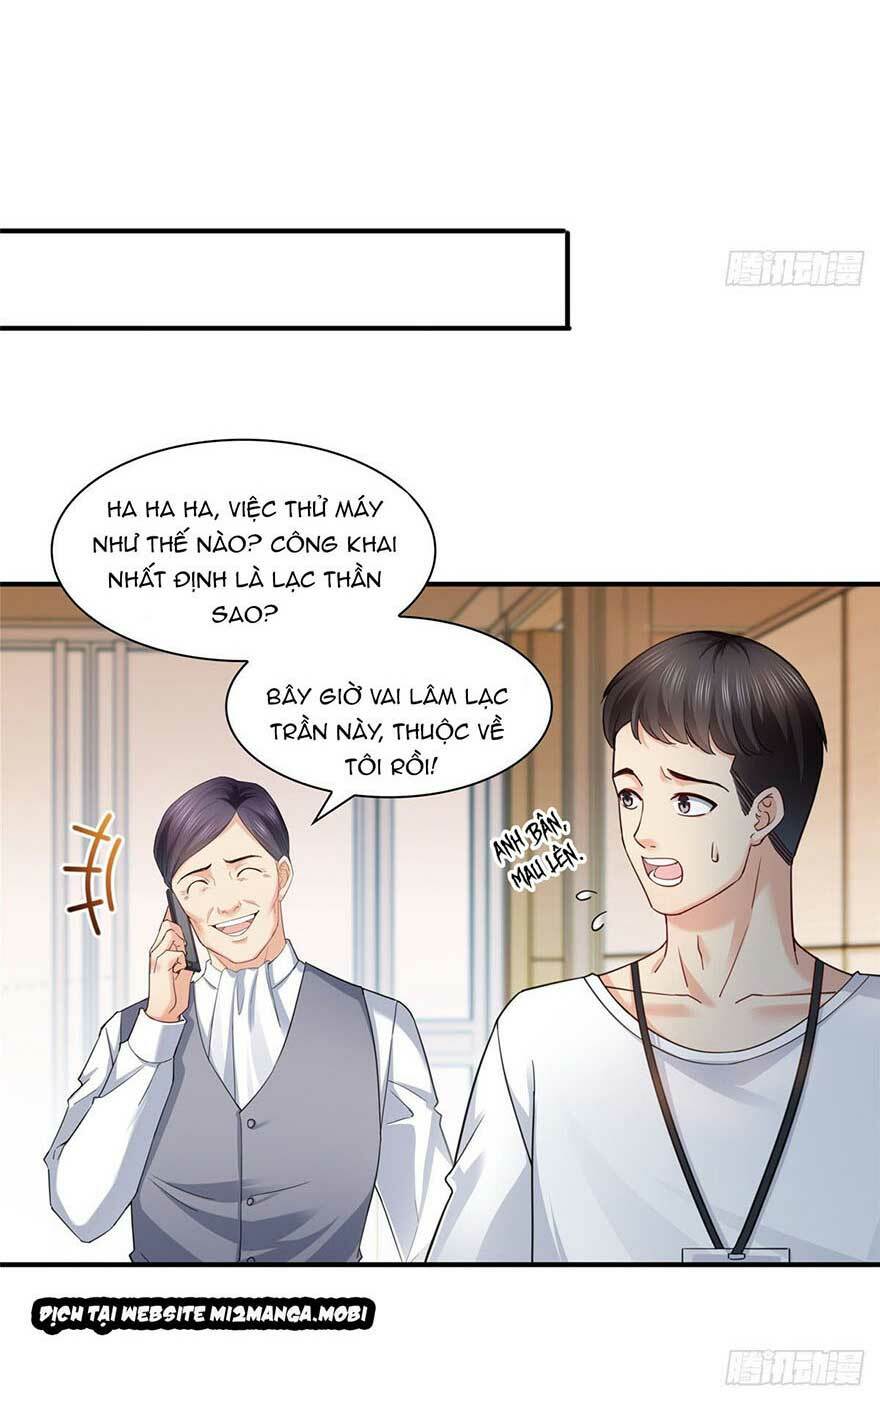 腾讯动漫
HA HA HA, VIỆC THỬ MÁY
NHƯ THẾ NÀO? CÔNG KHAI
NHẤT ĐỊNH LÀ LẠC THẦN
SAO?
BÂY GIỜ VAI LÂM LẠC
TRẦN NÀY, THUỘC VỀ
TÔI RỒI!
ANH BÂN,
MAU LÊN.
DỊCH TẠI WEBSITE MI2MANGA.MOBI
腾讯动漫